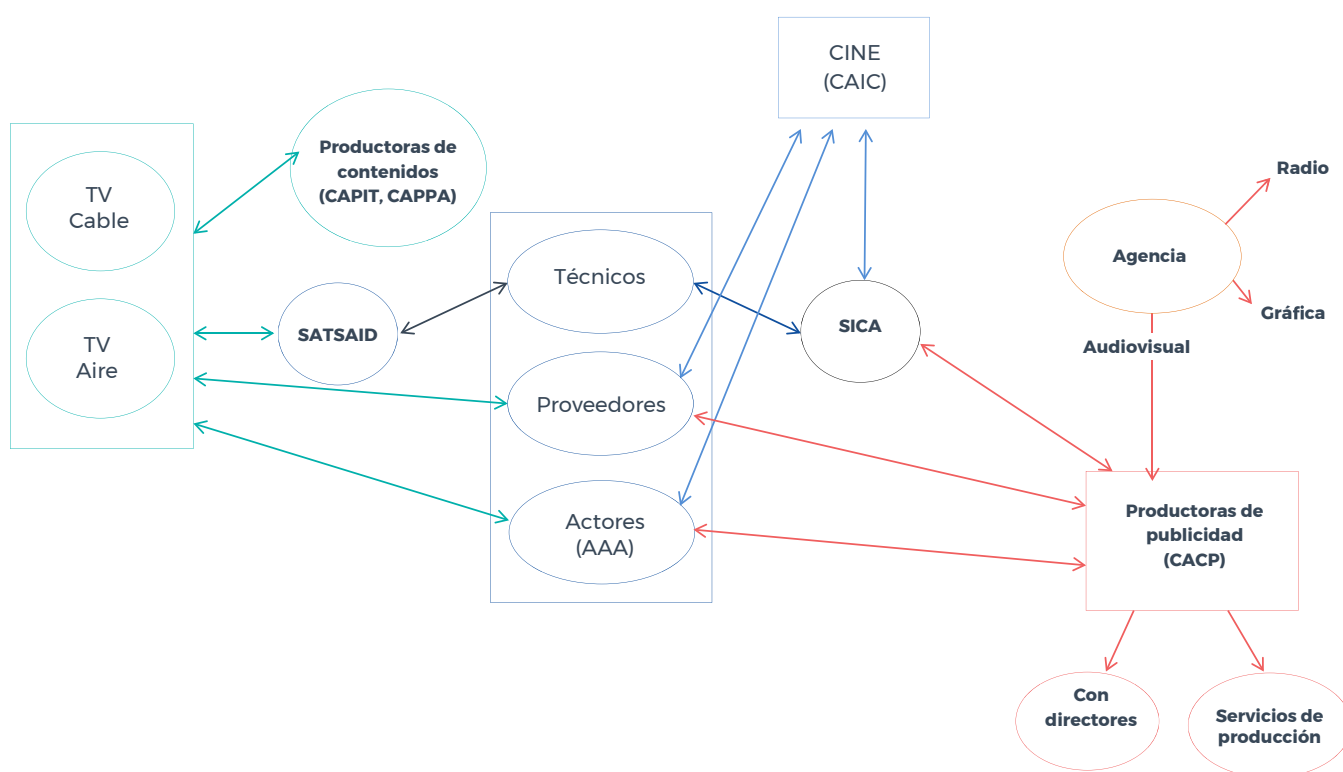 CINE
(CAIC)
Productoras de
contenidos
(CAPIT, CAPPA)
TV
Cable
Radio
Agencia
Técnicos
Gráfica
SATSAID
SICA
TV
Aire
Audiovisual
Proveedores
Actores
(AAA)
Productoras de
publicidad
(CACP)
Con
directores
Servicios de
producción